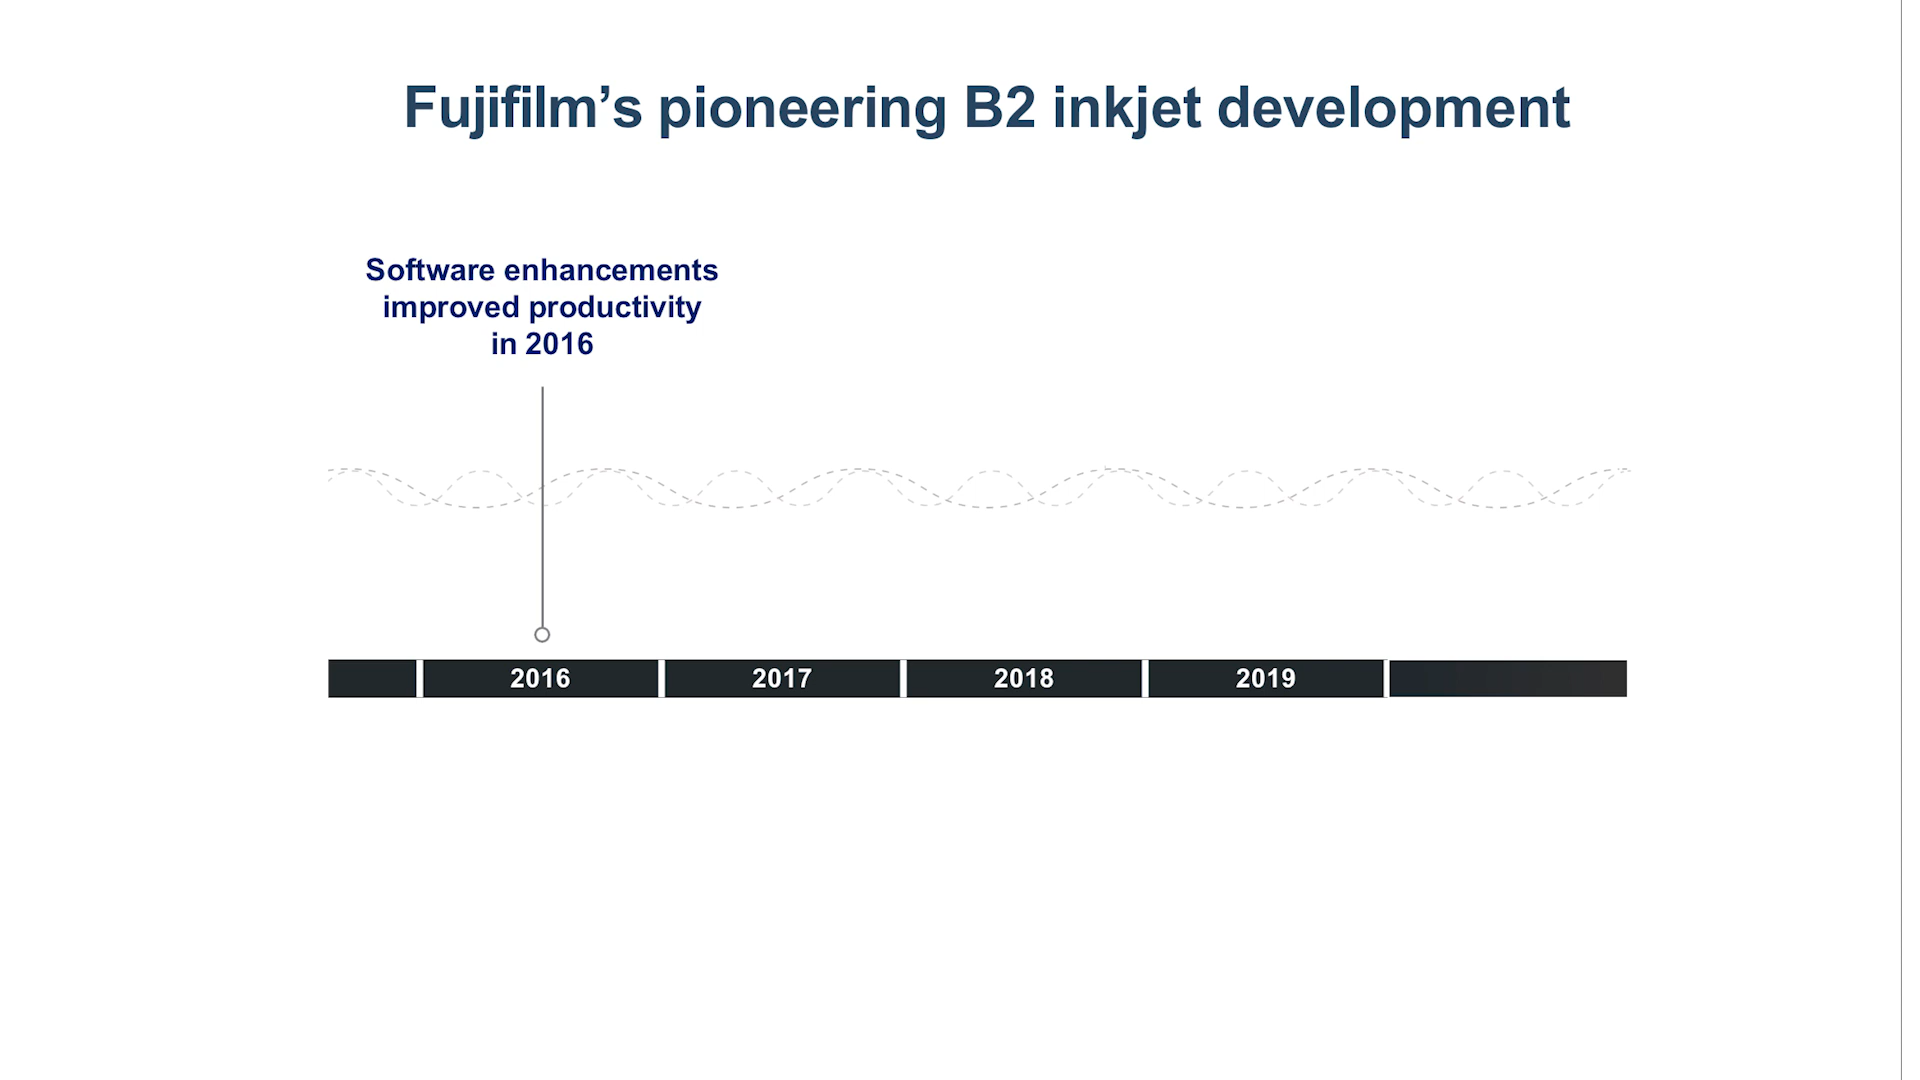 Fujifilm’s pioneering B2 inkjet development
Software enhancements
improved productivity
in 2016
2016 2017 2018 2019